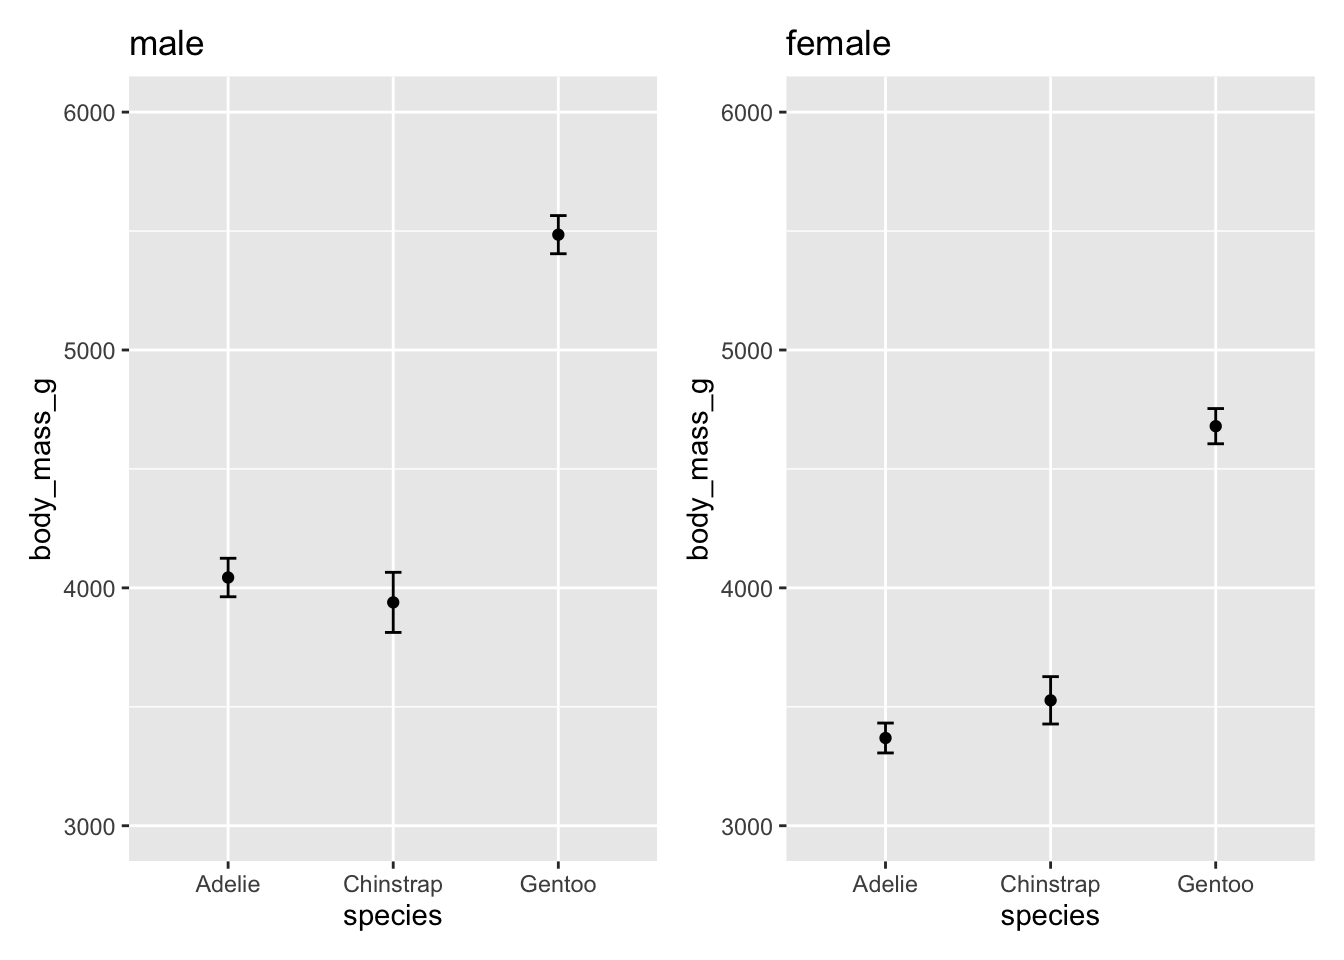 male
6000
5000
4000
3000
body_mass_g
Adelie Chinstrap Gentoo
species
female
6000
5000
4000
3000
body_mass_g
Adelie Chinstrap Gentoo
species